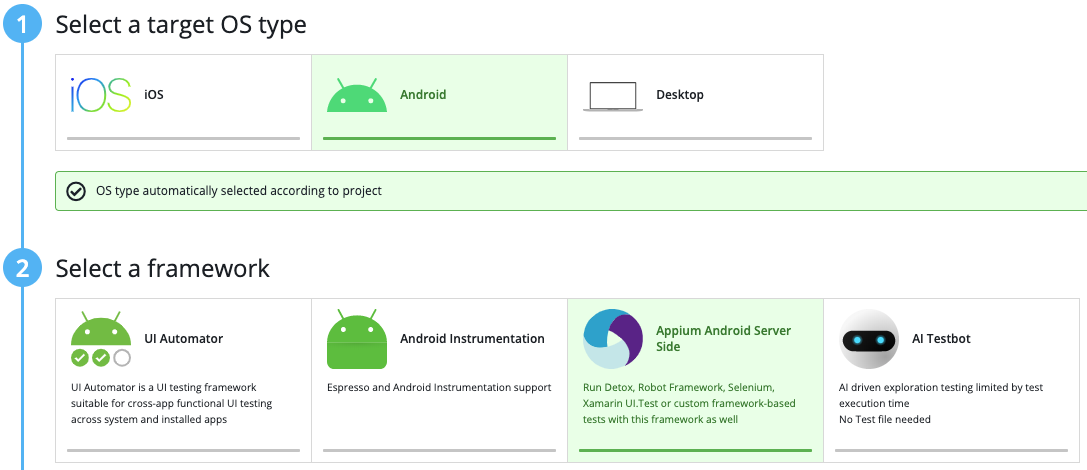 1
Select a target OS type
iOS
iOS
Android
Desktop
OS type automatically selected according to project
2
Select a framework
UI Automator
UI Automator is a UI testing framework
suitable for cross-app functional UI testing
across system and installed apps
Android Instrumentation
Espresso and Android Instrumentation support
Appium Android Server
Side
Run Detox, Robot Framework, Selenium,
Xamarin UI.Test or custom framework-based
tests with this framework as well
AI Testbot
AI driven exploration testing limited by test
execution time
No Test file needed